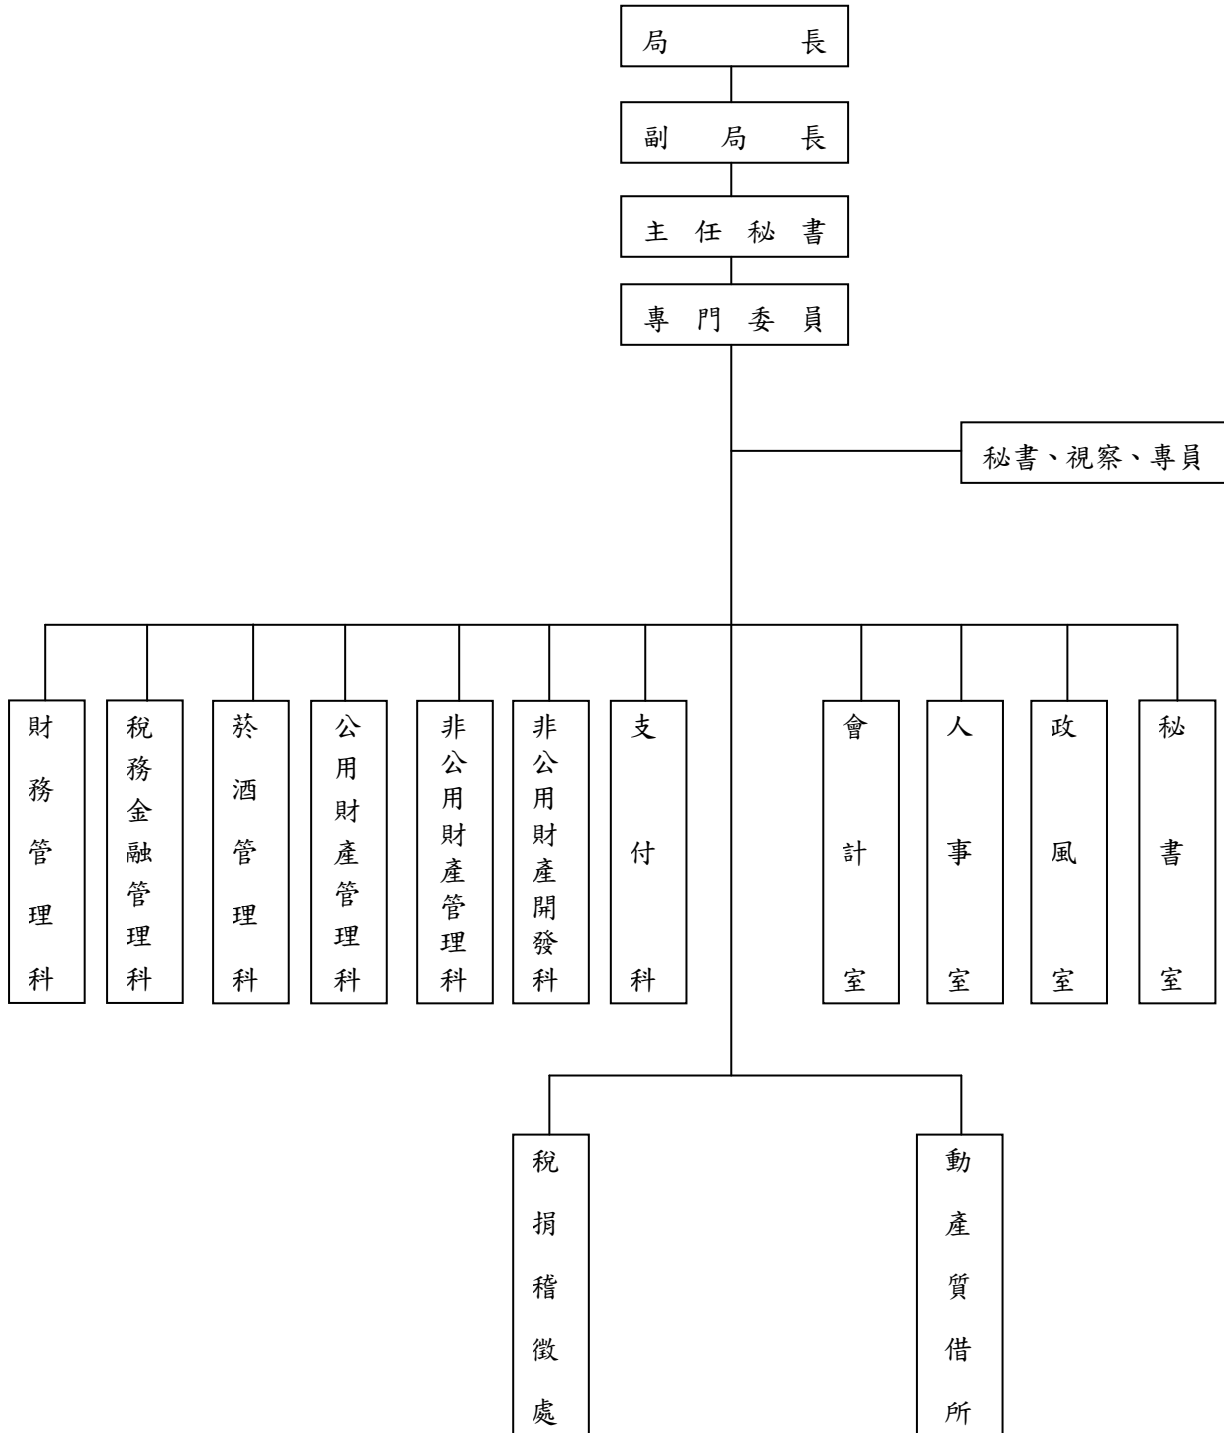 局長
副局長
主任秘書
專門委員
秘書、視察、專員
財務管理科
稅務金融管理科
菸酒管理科
公用財產管理科
非公用財產管理科
非公用財產開發科
支付科
會計室
人事室
政風室
秘書室
稅捐稽徵處
動產質借所